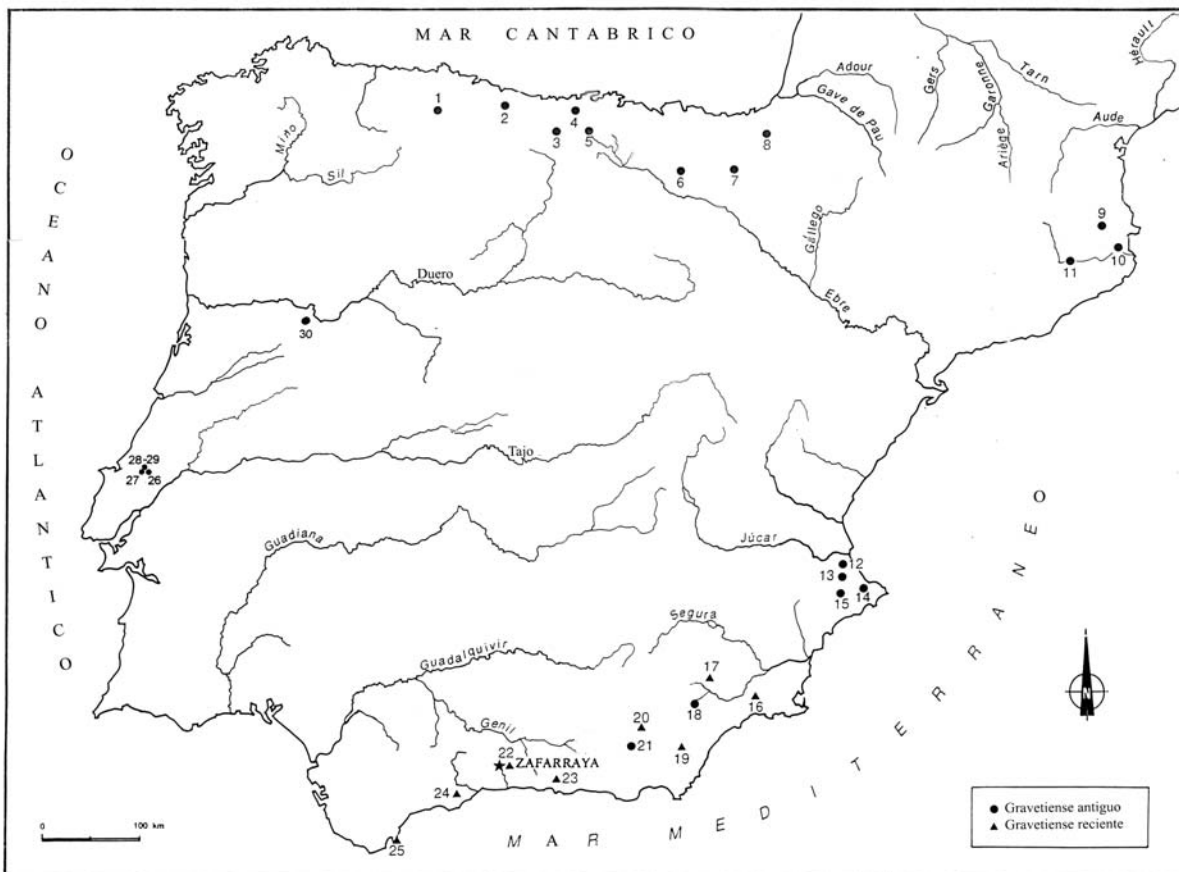 MAR CANTABRICO
OCEANO ATLANTICO
MAR MEDITERRANEO
Adour
Gave de Pau
Gers
Garonne
Ariège
Tarn
Hérault
Aude
Miño
Sil
Gállego
Ebre
Duero
Tajo
Guadiana
Júcar
Segura
Guadalquivir
Genil
1
2
3
4
5
6
7
8
9
10
11
30
28-29
27
26
12
13
14
15
17
16
18
20
21
19
22
ZAFARRAYA
23
24
25
N
0
100 km
Gravetiense antiguo
Gravetiense reciente